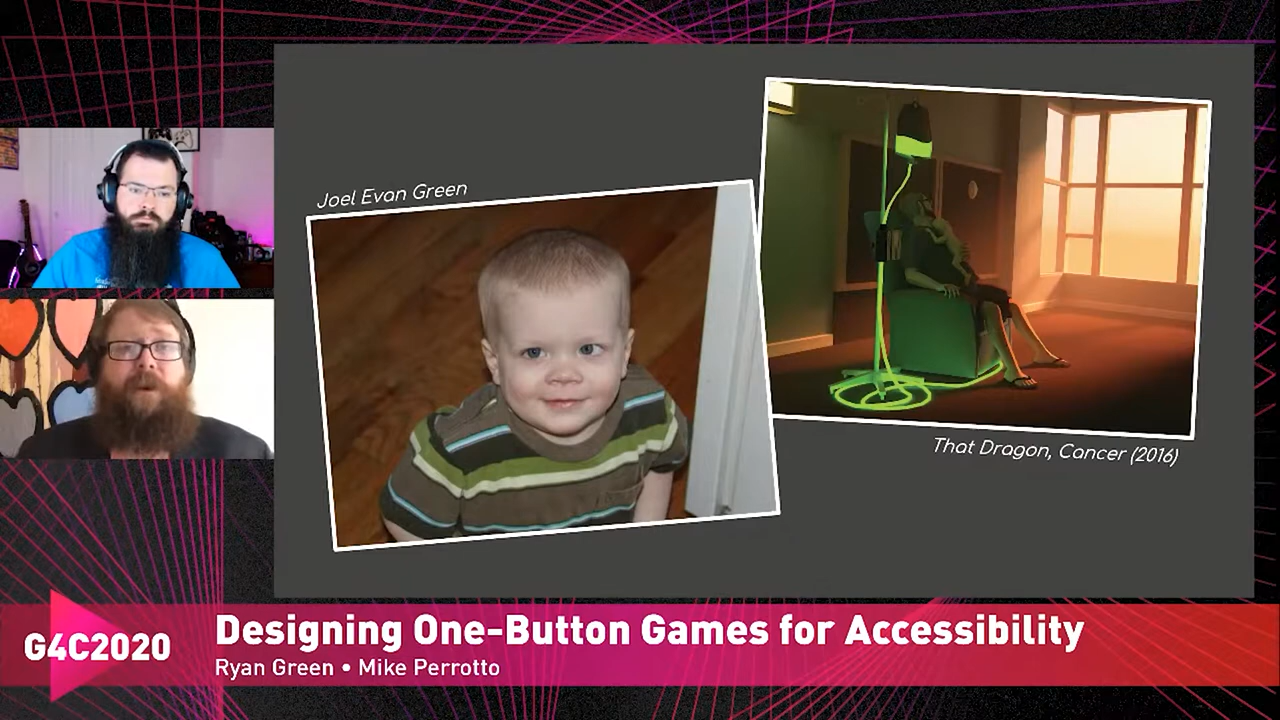 Joel Evan Green
That Dragon, Cancer (2016)
G4C2020
Designing One-Button Games for Accessibility
Ryan Green • Mike Perrotto